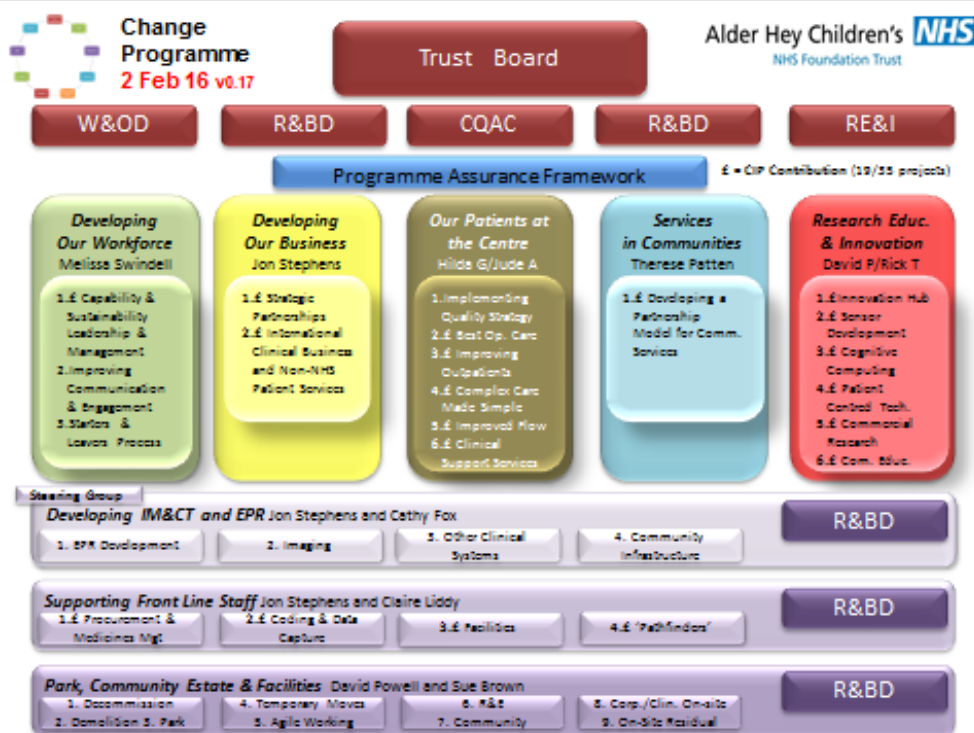 Change
Programme
2 Feb 16 v0.17
Trust Board
Alder Hey Children's NHS
NHS Foundation Trust
W&OD
R&BD
CQAC
R&BD
RE&I
Programme Assurance Framework
£ = CIP Contribution (19/35 projects)
Developing
Our Workforce
Melissa Swindell
1.£ Capability &
Sustainability
Leadership &
Management
2.Improving
Communication
& Engagement
3.Starters &
Leavers Process
Developing
Our Business
Jon Stephens
1.£ Strategic
Partnerships
2.£ International
Clinical Business
and Non-NHS
Patient Services
Our Patients at
the Centre
Hilda G/Jude A
1.Implementing
Quality Strategy
2.£ Best Op. Care
3.£ Improving
Outpatients
4.£ Complex Care
Made Simple
5.£ Improved Flow
6.£ Clinical
Support Services
Services
in Communities
Therese Patten
1.£ Developing a
Partnership
Model for Comm.
Services
Research Educ.
& Innovation
David P/Rick T
1.£Innovation Hub
2.£ Sensor
Development
3.£ Cognitive
Computing
4.£ Patient
Centred Tech.
5.£ Commercial
Research
6.£ Com. Educ.
Steering Group
Developing IM&CT and EPR Jon Stephens and Cathy Fox
R&BD
1. EPR Development
2. Imaging
3. Other Clinical
Systems
4. Community
Infrastructure
Supporting Front Line Staff Jon Stephens and Claire Liddy
R&BD
1.£ Procurement &
Medicines Mgt
2.£ Coding & Data
Capture
3.£ Facilities
4.£ 'Pathfinders'
Park, Community Estate & Facilities David Powell and Sue Brown
R&BD
1. Decommission
2. Demolition 3. Park
4. Temporary Moves
5. Agile Working
6. R&E
7. Community
8. Corp./Clin. On-site
9. On-Site Residual